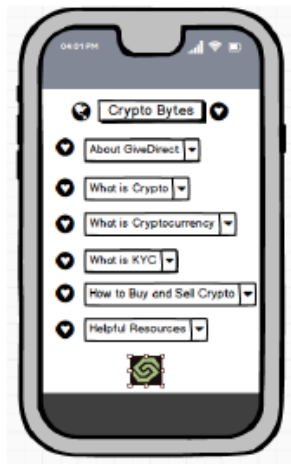 04:01 PM
Crypto Bytes
About GiveDirect
What is Crypto
What is Cryptocurrency
What is KYC
How to Buy and Sell Crypto
Helpful Resources